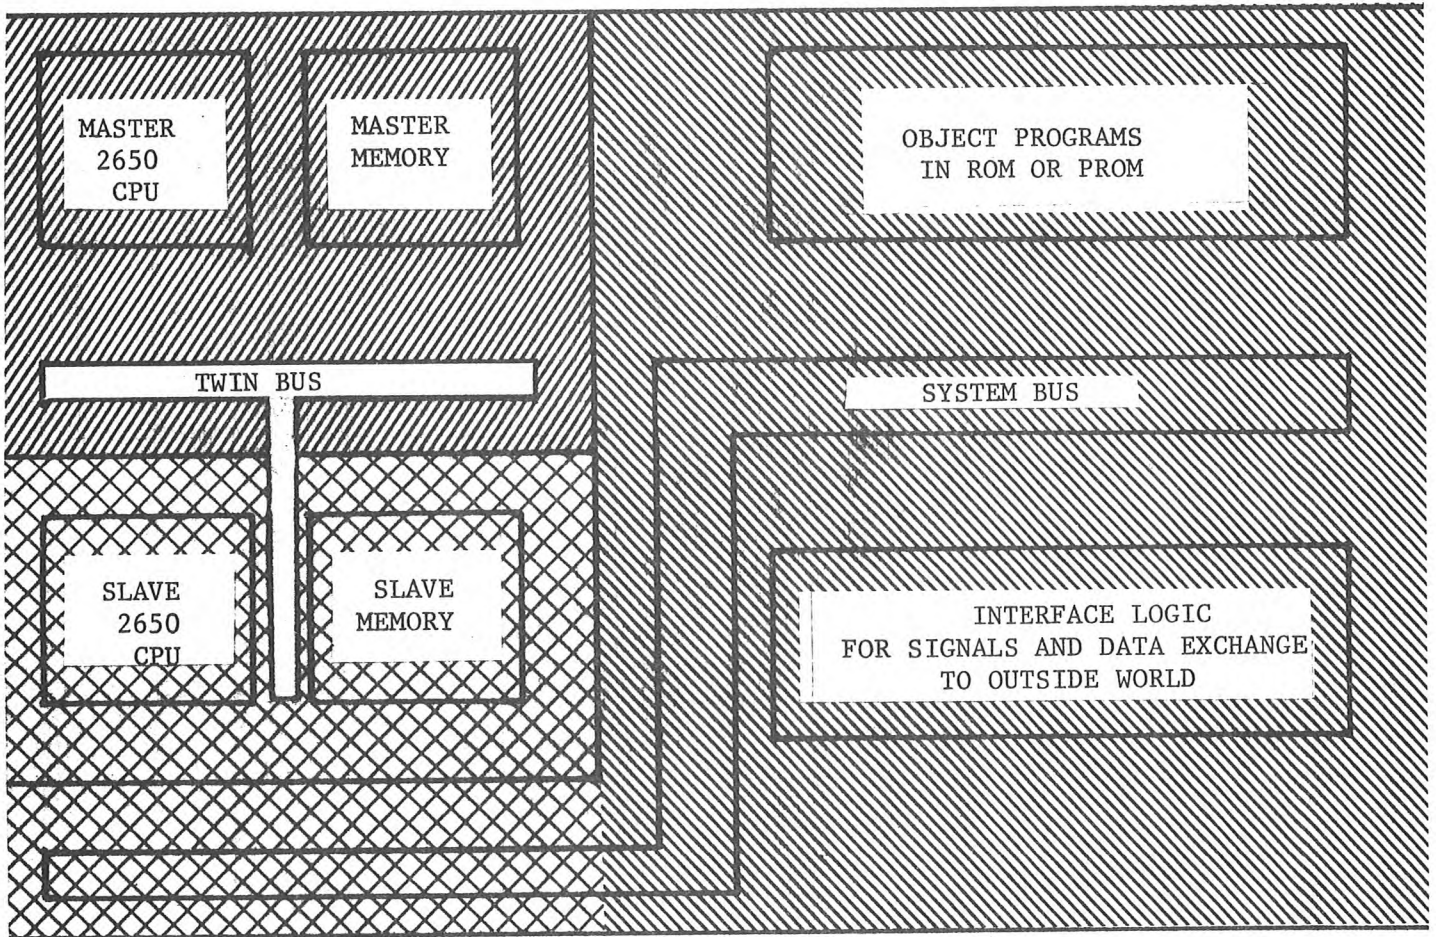 MASTER
2650
CPU
MASTER
MEMORY
OBJECT PROGRAMS
IN ROM OR PROM
TWIN BUS
SYSTEM BUS
SLAVE
2650
CPU
SLAVE
MEMORY
INTERFACE LOGIC
FOR SIGNALS AND DATA EXCHANGE
TO OUTSIDE WORLD